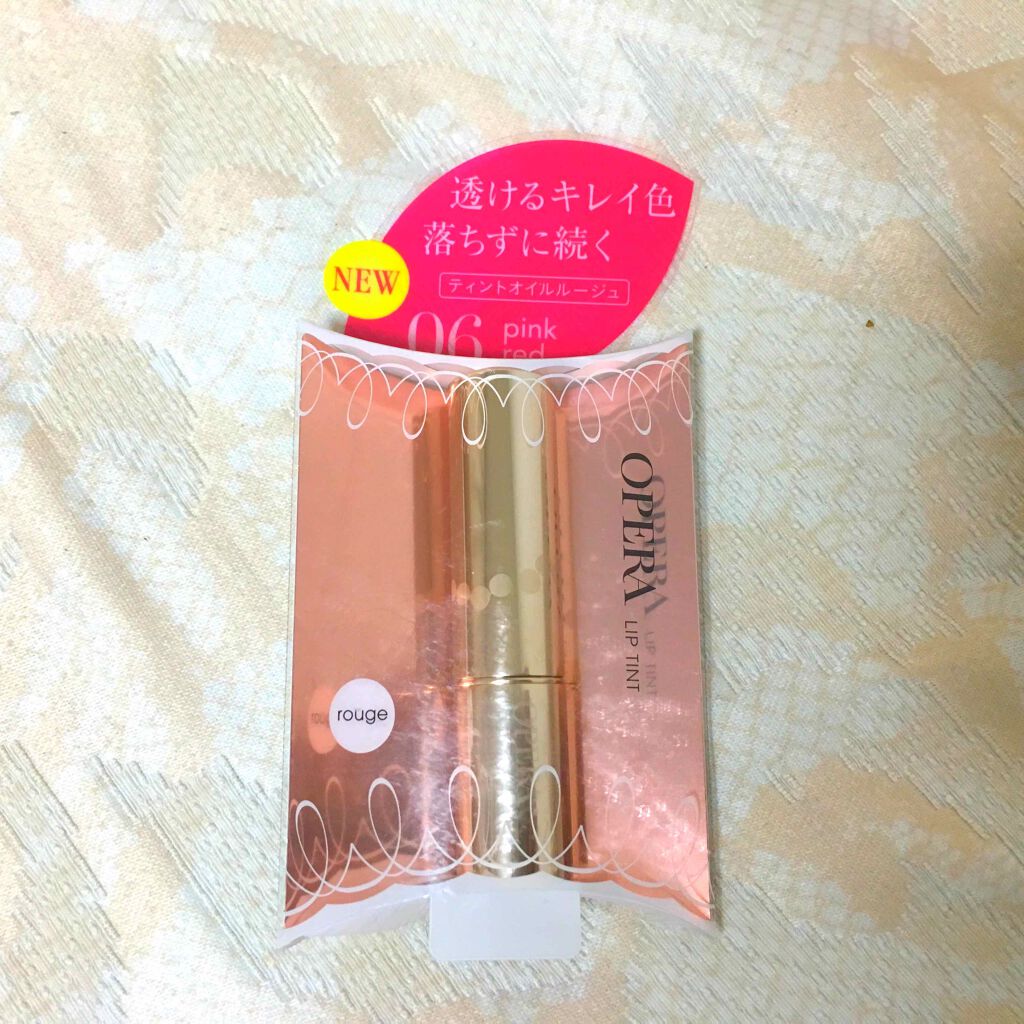 透けるキレイ色
落ちずに続く
NEW
ティントオイルルージュ
06 pink
red
OPERA LIP TINT
rouge